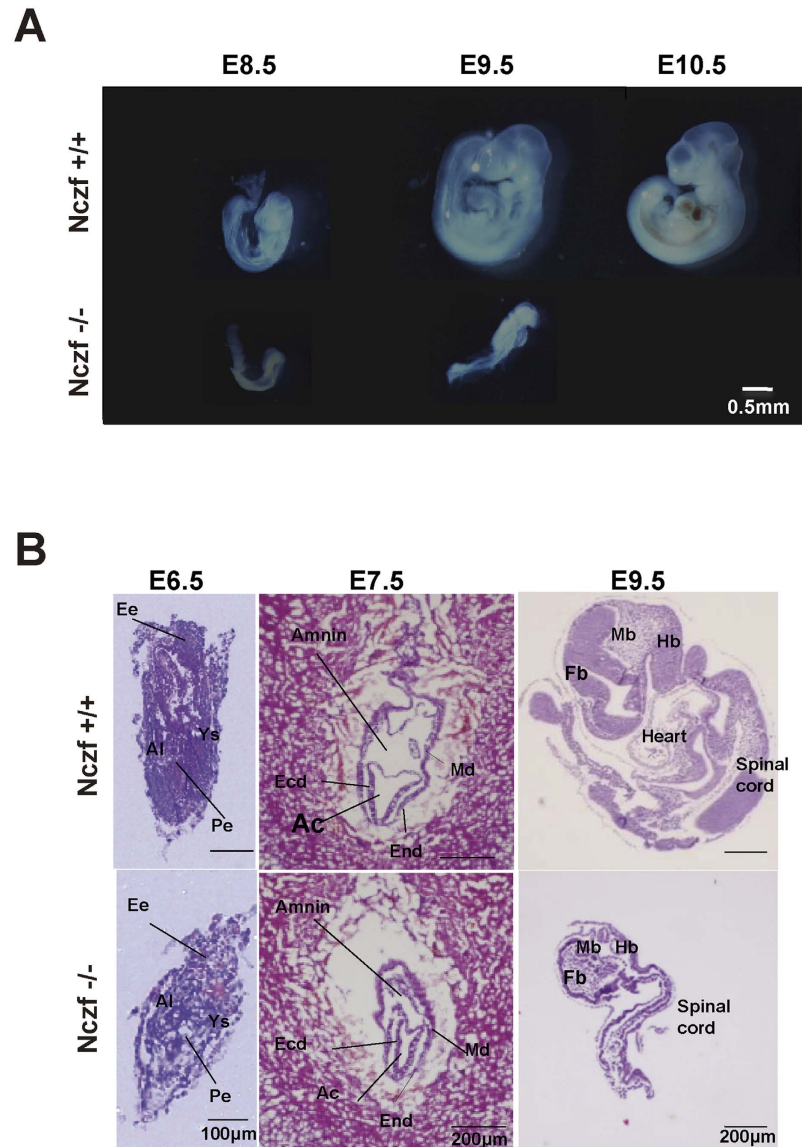 A
E8.5 E9.5 E10.5
Nczf +/+
Nczf -/-
0.5mm
B
E6.5 E7.5 E9.5
Nczf +/+
Ee
Al
Ys
Pe
Amnin
Ecd
Md
Ac
End
Mb
Hb
Fb
Heart
Spinal
cord
Nczf -/-
Ee
Al
Ys
Pe
100µm
Amnin
Ecd
Md
Ac
End
200µm
Mb
Hb
Fb
Spinal
cord
200µm